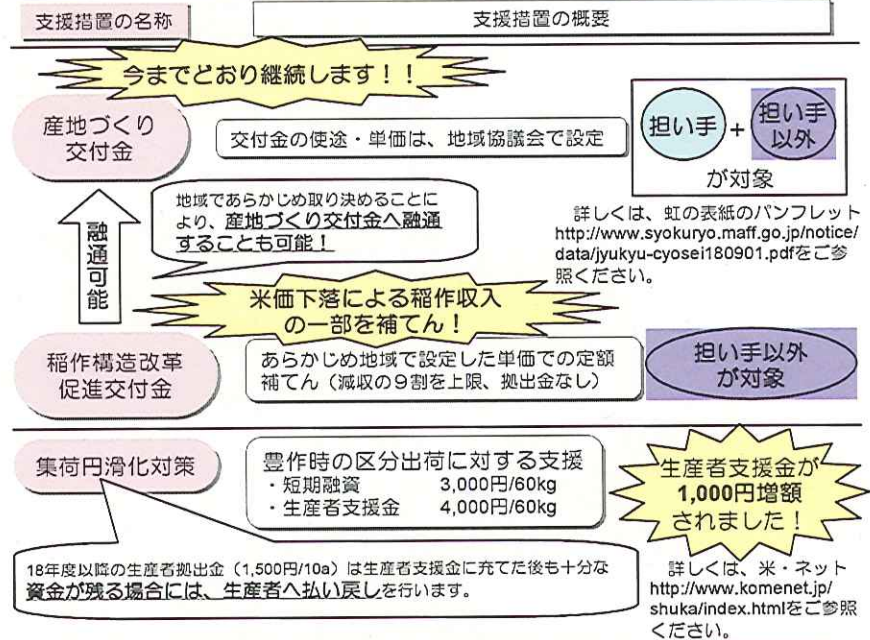 支援措置の名称
支援措置の概要
今までどおり継続します！！
産地づくり
交付金
交付金の使途・単価は、地域協議会で設定
担い手
+
担い手
以外
が対象
詳しくは、虹の表紙のパンフレット
http://www.syokuryo.maff.go.jp/notice/
data/jyukyu-cyosei180901.pdfをご参
照ください。
融通可能
地域であらかじめ取り決めることに
より、産地づくり交付金へ融通
することも可能！
米価下落による稲作収入
の一部を補てん！
稲作構造改革
促進交付金
あらかじめ地域で設定した単価での定額
補てん（減収の９割を上限、拠出金なし）
担い手以外
が対象
集荷円滑化対策
豊作時の区分出荷に対する支援
・短期融資 3,000円/60kg
・生産者支援金 4,000円/60kg
生産者支援金が
1,000円増額
されました！
18年度以降の生産者拠出金（1,500円/10a）は生産者支援金に充てた後も十分な
資金が残る場合には、生産者へ払い戻しを行います。
詳しくは、米・ネット
http://www.komenet.jp/
shuka/index.htmlをご参照
ください。